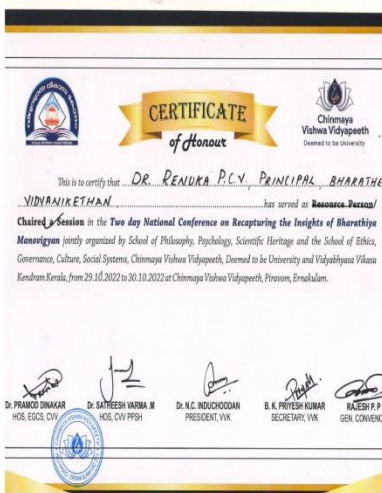 CERTIFICATE
of Honour
Chinmaya
Vishwa Vidyapeeth
Deemed to be University
This is to certify that DR. RENUKA P.C.V., PRINCIPAL, BHARATHE
VIDYANIKETHAN has served as Resource Person/
Chaired a Session in the Two day National Conference on Recapturing the Insights of Bharathiya
Manovigyan jointly organized by School of Philosophy, Psychology, Scientific Heritage and the School of Ethics,
Governance, Culture, Social Systems, Chinmaya Vishwa Vidyapeeth, Deemed to be University and Vidyabhyasa Vikasa
Kendram Kerala, from 29.10.2022 to 30.10.2022 at Chinmaya Vishwa Vidyapeeth, Piravom, Ernakulam.
Dr. PRAMOD DINAKAR
HOS, EGCS, CVV
Dr. SATHEESH VARMA .M
HOS, CVV PPSH
Dr. N.C. INDUCHOODAN
PRESIDENT, VVK
B. K. PRIYESH KUMAR
SECRETARY, VVK
RAJESH P. P
GEN. CONVENO